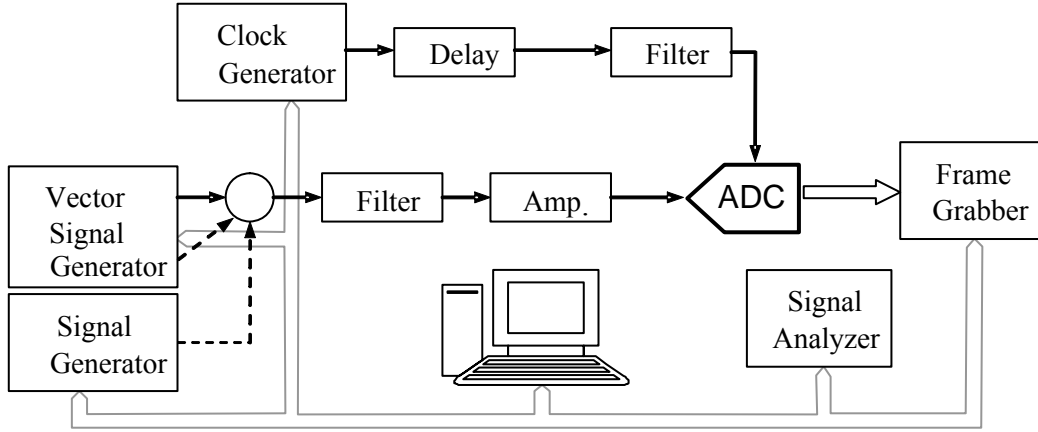 Clock
Generator
Delay
Filter
Vector
Signal
Generator
Filter
Amp.
ADC
Frame
Grabber
Signal
Generator
Signal
Analyzer